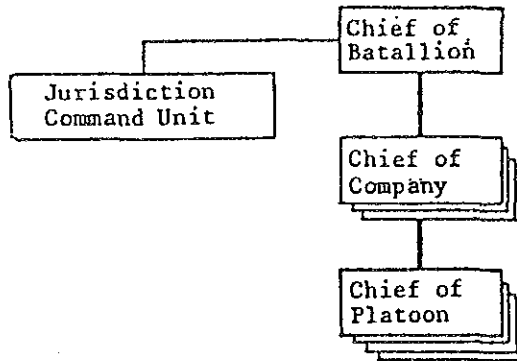 Chief of
Batallion
Jurisdiction
Command Unit
Chief of
Company
Chief of
Platoon